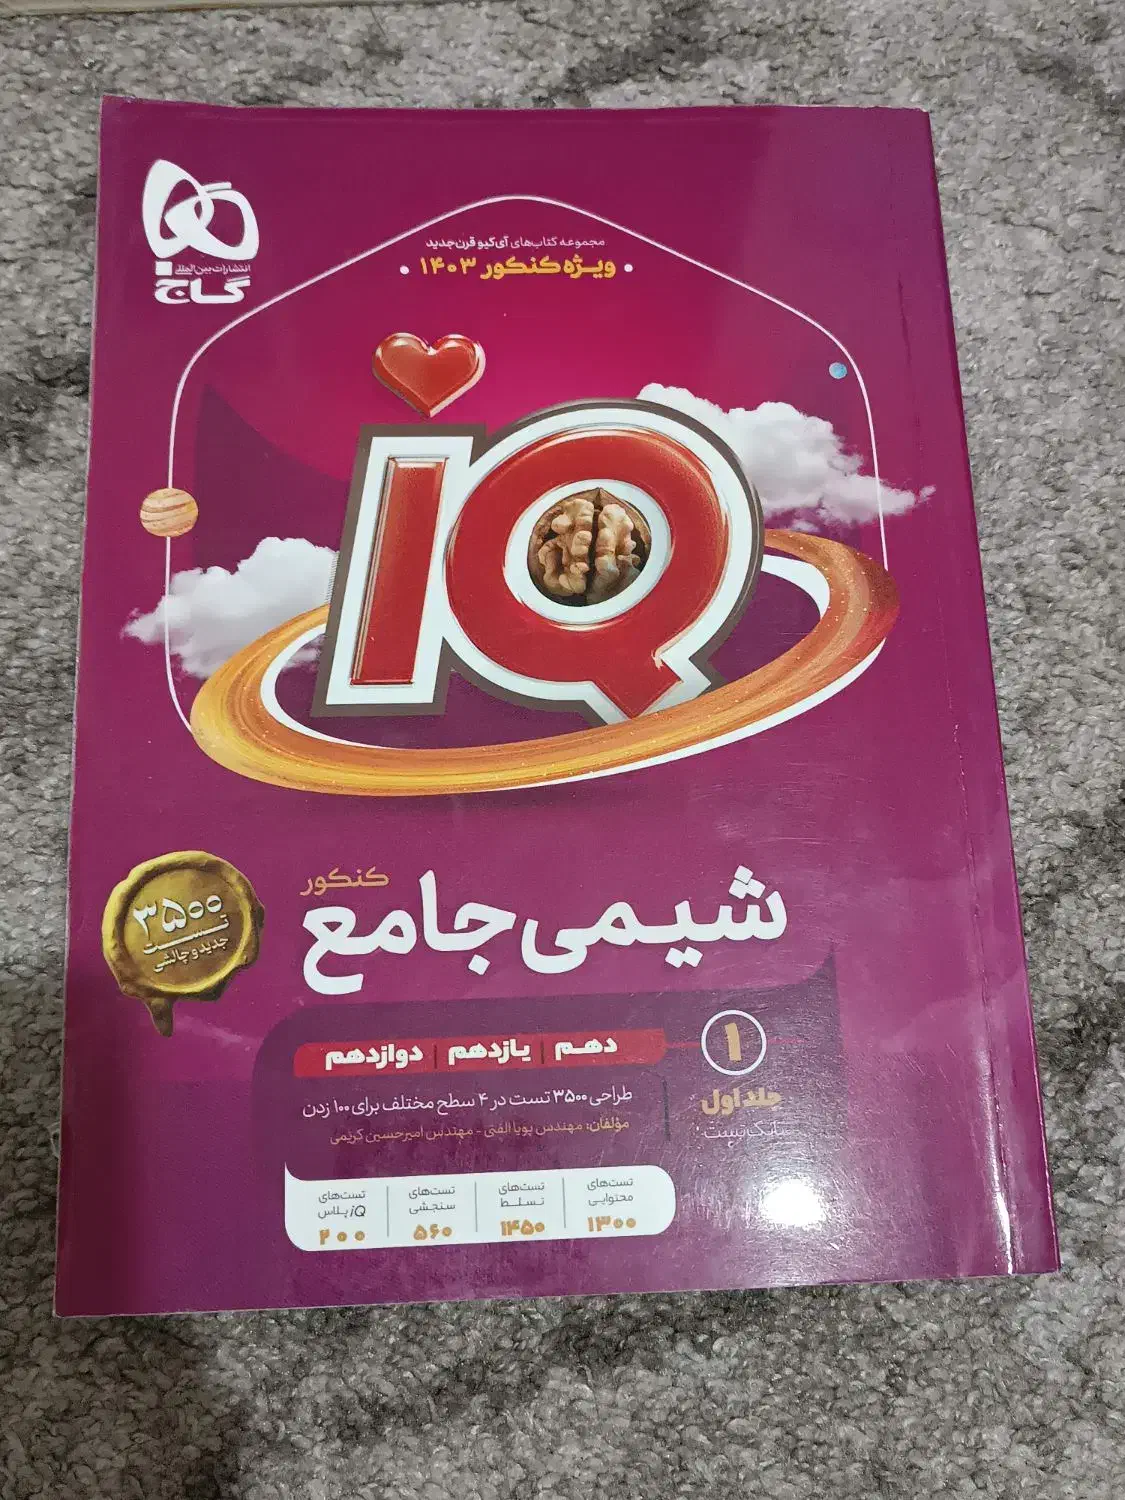 انتشارات بین‌المللی
گاج
مجموعه کتاب‌های آی‌کیو قرن جدید
• ویژه کنکور ۱۴۰۳ •
iQ
کنکور
شیمی جامع
۳۵۰۰
تست
جدید و چالشی
دهم | یازدهم | دوازدهم
طراحی ۳۵۰۰ تست در ۴ سطح مختلف برای ۱۰۰ زدن
مؤلفان: مهندس پویا الفتی - مهندس امیرحسین کریمی
۱
جلد اول
بانک تست
تست‌های محتوایی
۱۳۰۰
تست‌های تسلط
۱۴۵۰
تست‌های سنجشی
۵۶۰
تست‌های iQ پلاس
۲۰۰